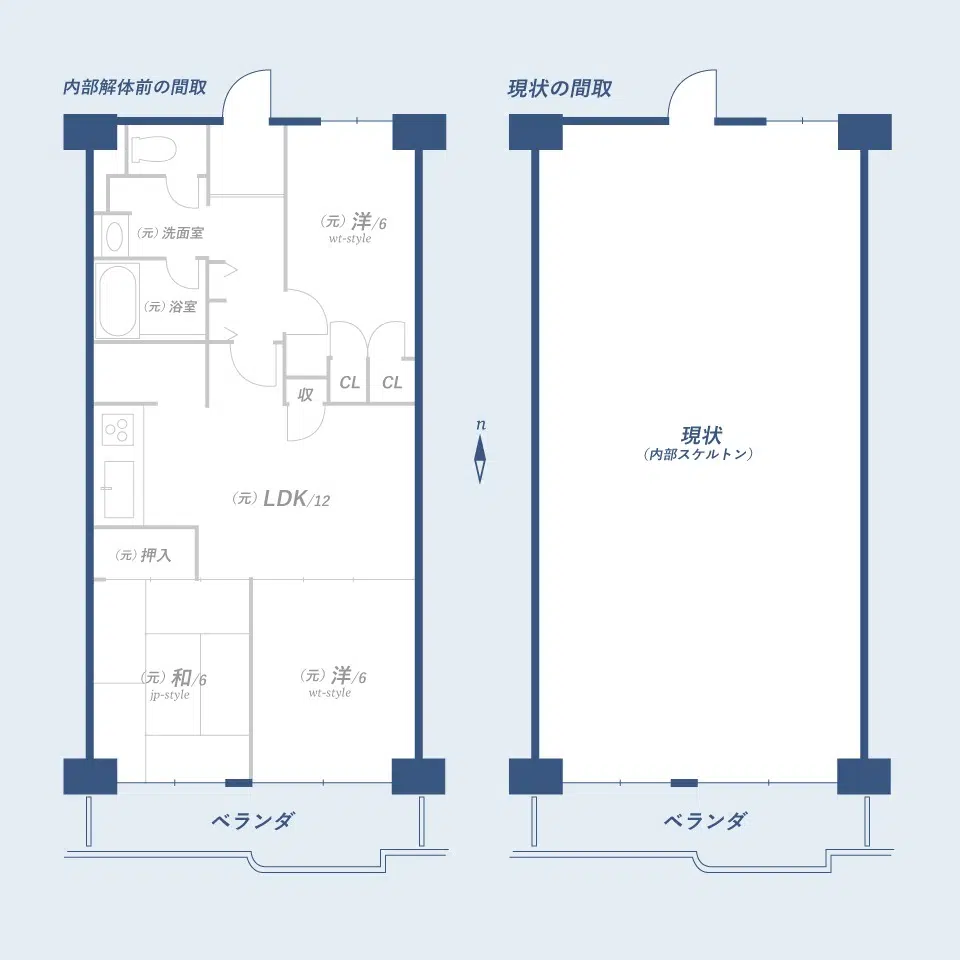 内部解体前の間取
現状の間取
(元) 洋/6
wt-style
(元) 洗面室
(元) 浴室
CL
CL
収
n
現状
(内部スケルトン)
(元) LDK/12
(元) 押入
(元) 和/6
jp-style
(元) 洋/6
wt-style
ベランダ
ベランダ